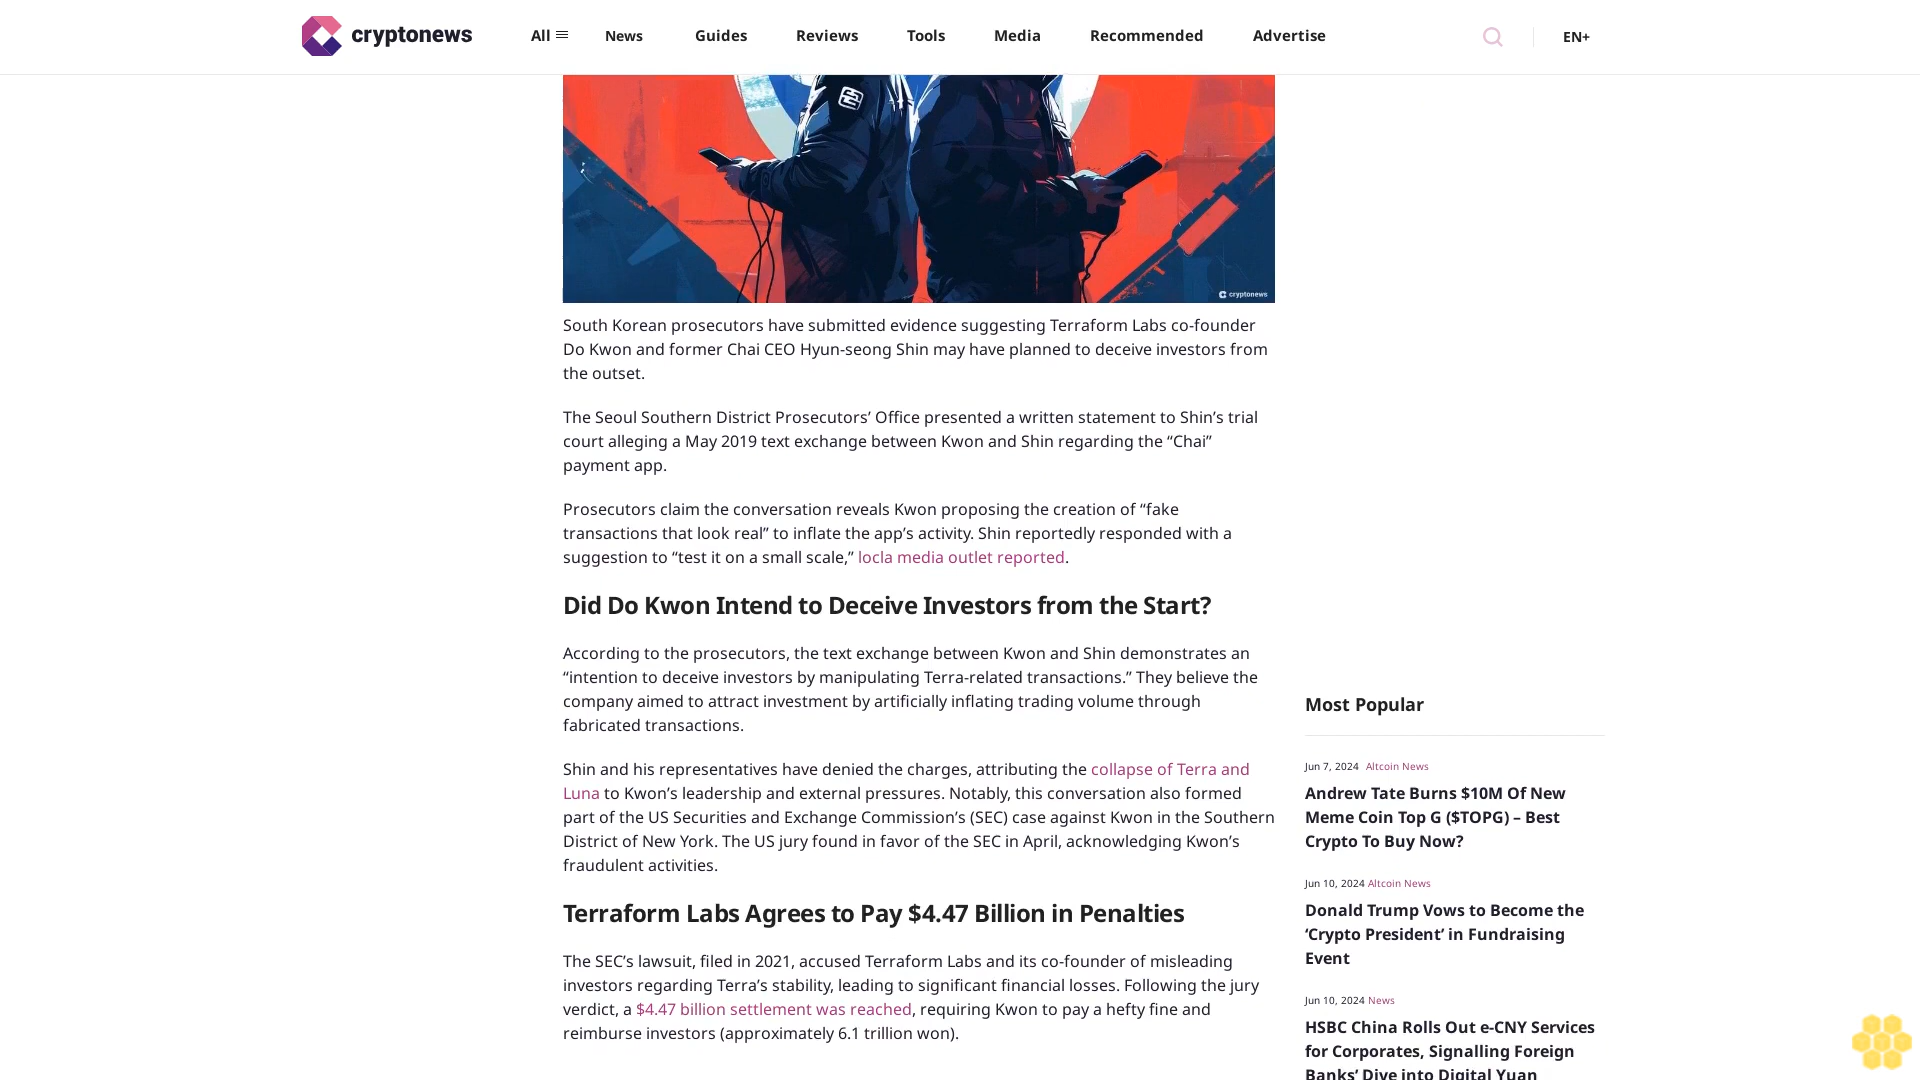 cryptonews
All
News
Guides
Reviews
Tools
Media
Recommended
Advertise
EN+
cryptonews
South Korean prosecutors have submitted evidence suggesting Terraform Labs co-founder
Do Kwon and former Chai CEO Hyun-seong Shin may have planned to deceive investors from
the outset.
The Seoul Southern District Prosecutors’ Office presented a written statement to Shin’s trial
court alleging a May 2019 text exchange between Kwon and Shin regarding the “Chai”
payment app.
Prosecutors claim the conversation reveals Kwon proposing the creation of “fake
transactions that look real” to inflate the app’s activity. Shin reportedly responded with a
suggestion to “test it on a small scale,” locla media outlet reported.
Did Do Kwon Intend to Deceive Investors from the Start?
According to the prosecutors, the text exchange between Kwon and Shin demonstrates an
“intention to deceive investors by manipulating Terra-related transactions.” They believe the
company aimed to attract investment by artificially inflating trading volume through
fabricated transactions.
Shin and his representatives have denied the charges, attributing the collapse of Terra and
Luna to Kwon’s leadership and external pressures. Notably, this conversation also formed
part of the US Securities and Exchange Commission’s (SEC) case against Kwon in the Southern
District of New York. The US jury found in favor of the SEC in April, acknowledging Kwon’s
fraudulent activities.
Terraform Labs Agrees to Pay $4.47 Billion in Penalties
The SEC’s lawsuit, filed in 2021, accused Terraform Labs and its co-founder of misleading
investors regarding Terra’s stability, leading to significant financial losses. Following the jury
verdict, a $4.47 billion settlement was reached, requiring Kwon to pay a hefty fine and
reimburse investors (approximately 6.1 trillion won).
Most Popular
Jun 7, 2024 Altcoin News
Andrew Tate Burns $10M Of New
Meme Coin Top G ($TOPG) – Best
Crypto To Buy Now?
Jun 10, 2024 Altcoin News
Donald Trump Vows to Become the
‘Crypto President’ in Fundraising
Event
Jun 10, 2024 News
HSBC China Rolls Out e-CNY Services
for Corporates, Signalling Foreign
Banks’ Dive into Digital Yuan